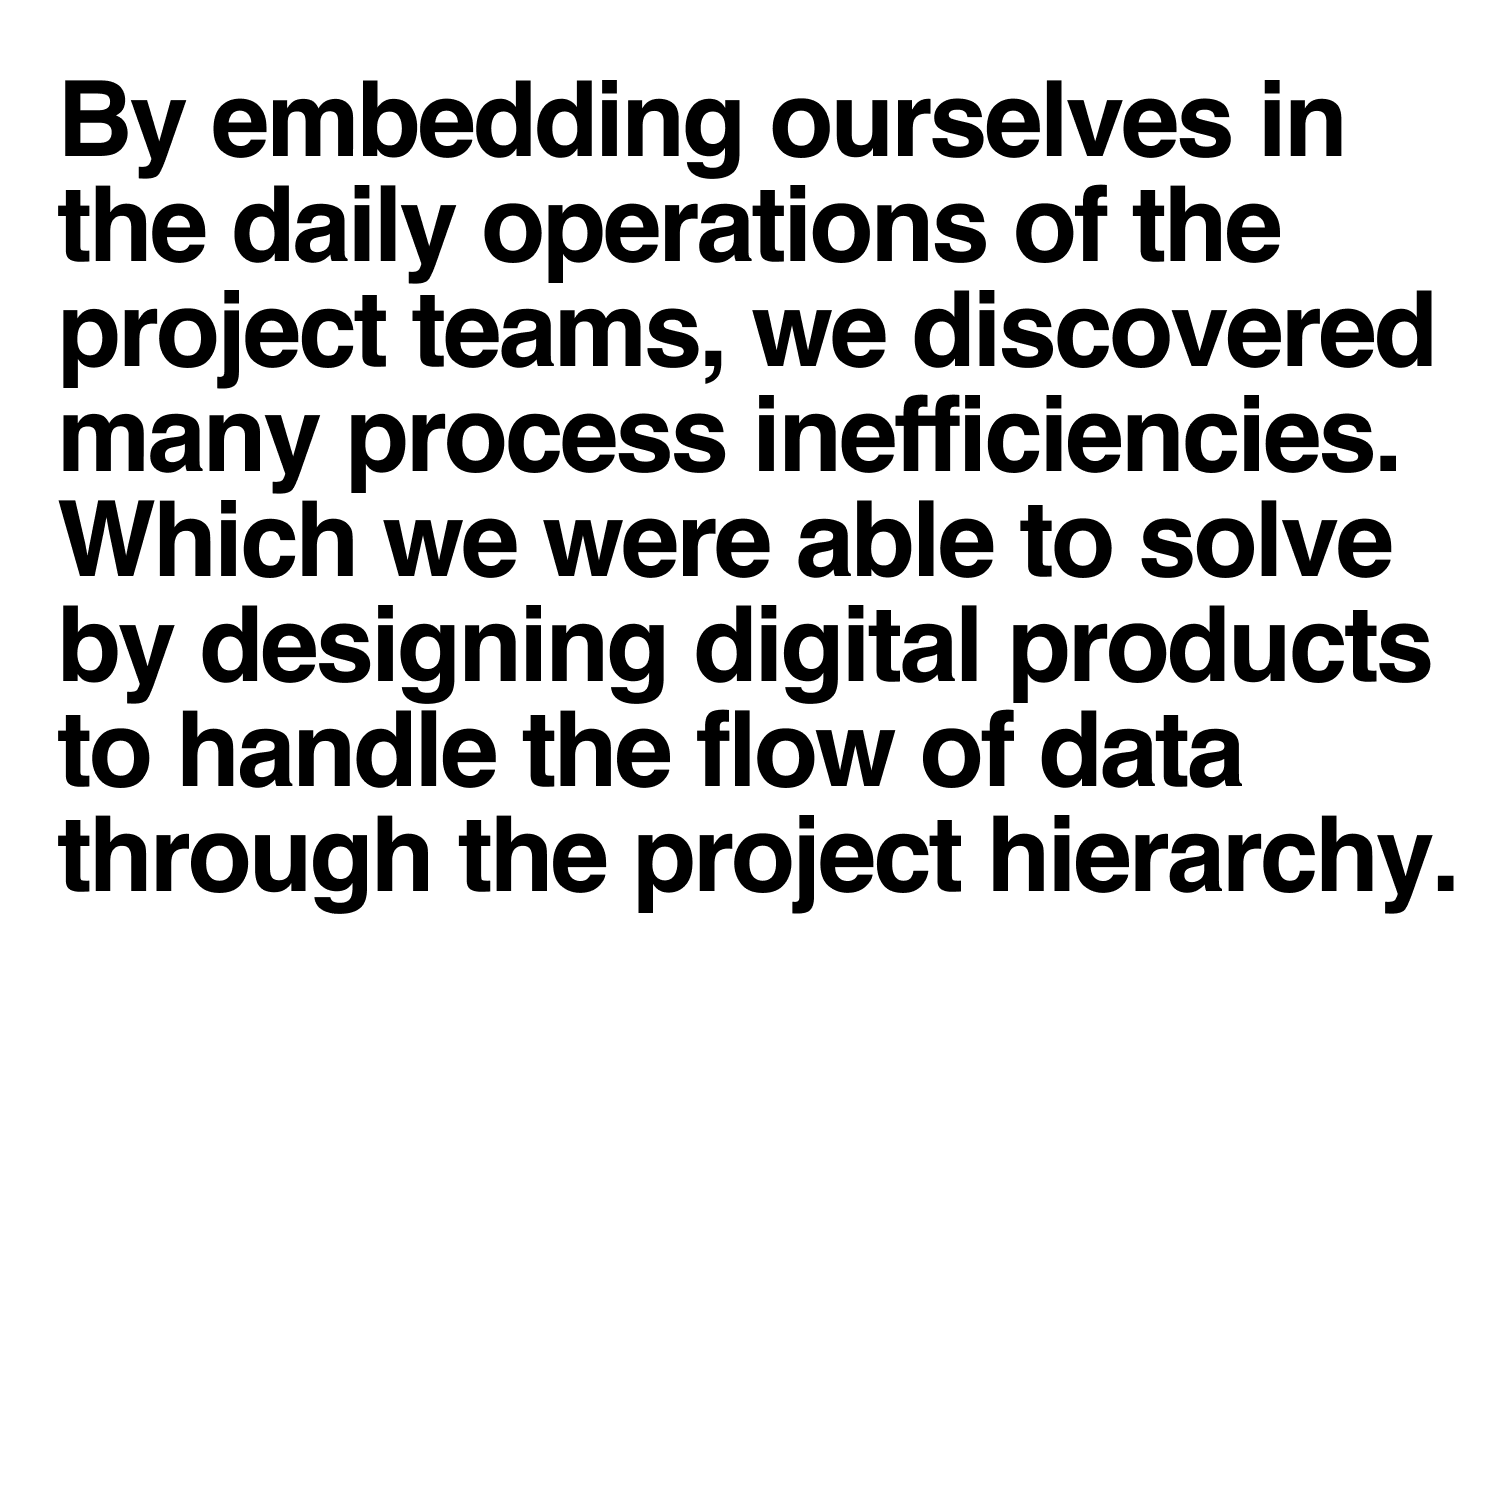 By embedding ourselves in
the daily operations of the
project teams, we discovered
many process inefficiencies.
Which we were able to solve
by designing digital products
to handle the flow of data
through the project hierarchy.